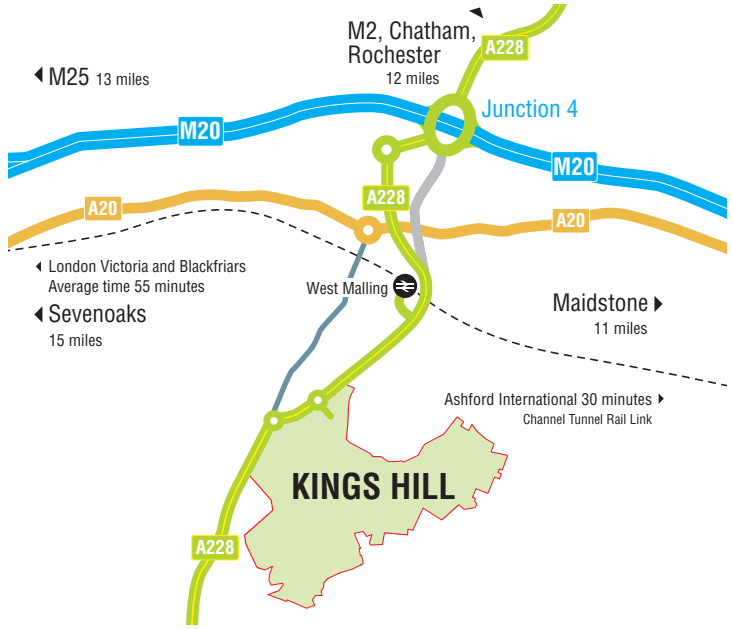 M2, Chatham,
Rochester
12 miles
A228
M25 13 miles
Junction 4
M20
M20
A228
A20
A20
London Victoria and Blackfriars
Average time 55 minutes
West Malling
Sevenoaks
15 miles
Maidstone
11 miles
Ashford International 30 minutes
Channel Tunnel Rail Link
KINGS HILL
A228